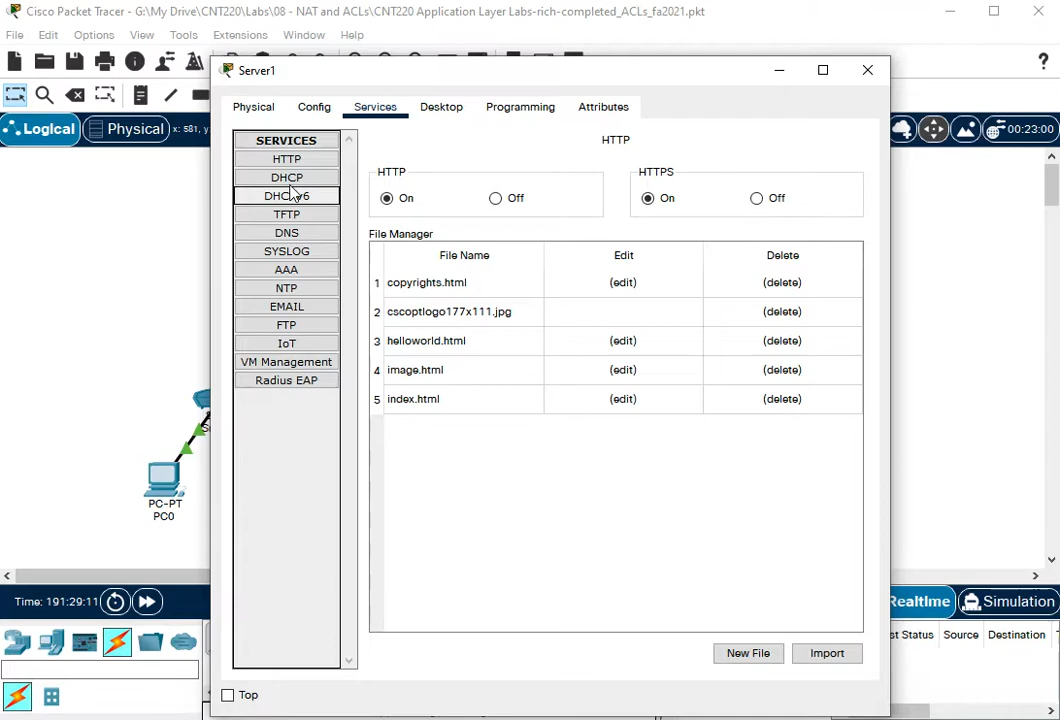 Cisco Packet Tracer - G:\My Drive\CNT220\Labs\08 - NAT and ACLs\CNT220 Application Layer Labs-rich-completed_ACLs_fa2021.pkt
File Edit Options View Tools Extensions Window Help
Server1
Physical Config Services Desktop Programming Attributes
Logical Physical x: 581, y:
00:23:00
SERVICES
HTTP
DHCP
TFTP
DNS
SYSLOG
AAA
NTP
EMAIL
FTP
IoT
VM Management
Radius EAP
HTTP
HTTP
On Off
HTTPS
On Off
File Manager
File Name Edit Delete
1 copyrights.html (edit) (delete)
2 cscoptlogo177x111.jpg (delete)
3 helloworld.html (edit) (delete)
4 image.html (edit) (delete)
5 index.html (edit) (delete)
New File Import
Top
PC-PT
PC0
Time: 191:29:11
Realtime Simulation
st Status Source Destination